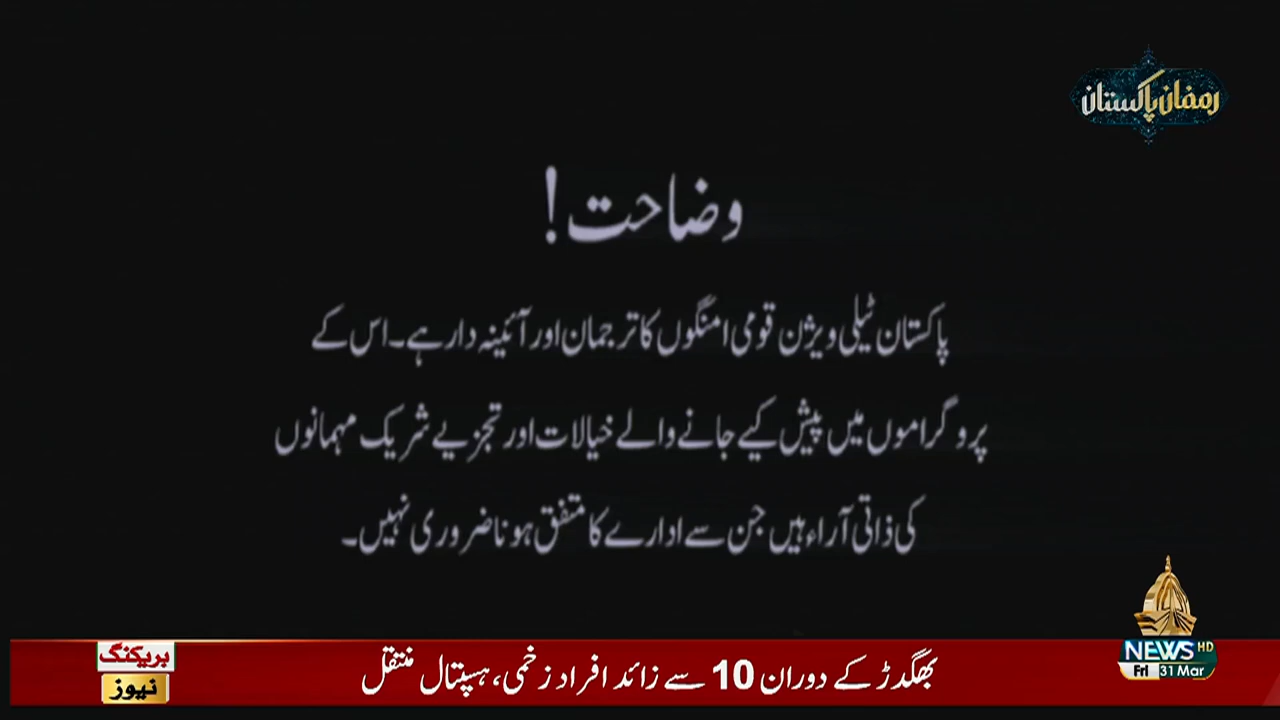 رمضان پاکستان
وضاحت!
پاکستان ٹیلی ویژن قومی امنگوں کا ترجمان اور آئینہ دار ہے۔ اس کے
پروگراموں میں پیش کیے جانے والے خیالات اور تجزیے شریک مہمانوں
کی ذاتی آراء ہیں جن سے ادارے کا متفق ہونا ضروری نہیں۔
بریکنگ
نیوز
بھگدڑ کے دوران 10 سے زائد افراد زخمی، ہسپتال منتقل
NEWS HD
Fri 31 Mar